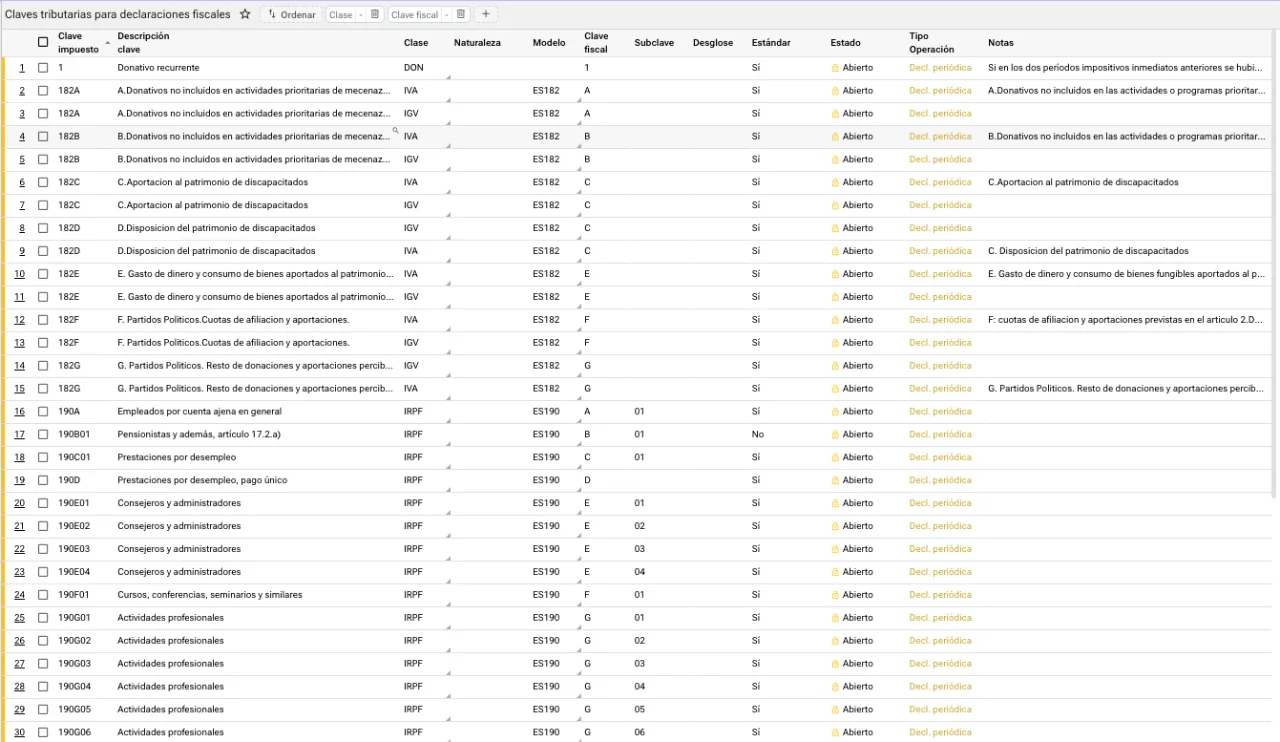 Claves tributarias para declaraciones fiscales Ordenar Clase - Clave fiscal - +
Clave impuesto Descripción clave Clase Naturaleza Modelo Clave fiscal Subclave Desglose Estándar Estado Tipo Operación Notas
1 1 Donativo recurrente DON 1 Sí Abierto Decl. periódica Si en los dos períodos impositivos inmediatos anteriores se hubi...
2 182A A.Donativos no incluidos en actividades prioritarias de mecenaz... IVA ES182 A Sí Abierto Decl. periódica A.Donativos no incluidos en las actividades o programas prioritar...
3 182A A.Donativos no incluidos en actividades prioritarias de mecenaz... IGV ES182 A Sí Abierto Decl. periódica
4 182B B.Donativos no incluidos en actividades prioritarias de mecenaz... IVA ES182 B Sí Abierto Decl. periódica B.Donativos no incluidos en las actividades o programas prioritar...
5 182B B.Donativos no incluidos en actividades prioritarias de mecenaz... IGV ES182 B Sí Abierto Decl. periódica
6 182C C.Aportacion al patrimonio de discapacitados IVA ES182 C Sí Abierto Decl. periódica C.Aportacion al patrimonio de discapacitados
7 182C C.Aportacion al patrimonio de discapacitados IGV ES182 C Sí Abierto Decl. periódica
8 182D D.Disposicion del patrimonio de discapacitados IGV ES182 C Sí Abierto Decl. periódica
9 182D D.Disposicion del patrimonio de discapacitados IVA ES182 C Sí Abierto Decl. periódica C. Disposicion del patrimonio de discapacitados
10 182E E. Gasto de dinero y consumo de bienes aportados al patrimonio... IVA ES182 E Sí Abierto Decl. periódica E. Gasto de dinero y consumo de bienes fungibles aportados al p...
11 182E E. Gasto de dinero y consumo de bienes aportados al patrimonio... IGV ES182 E Sí Abierto Decl. periódica
12 182F F. Partidos Politicos.Cuotas de afiliacion y aportaciones. IVA ES182 F Sí Abierto Decl. periódica F: cuotas de afiliacion y aportaciones previstas en el articulo 2.D...
13 182F F. Partidos Politicos.Cuotas de afiliacion y aportaciones. IGV ES182 F Sí Abierto Decl. periódica
14 182G G. Partidos Politicos. Resto de donaciones y aportaciones percib... IGV ES182 G Sí Abierto Decl. periódica
15 182G G. Partidos Politicos. Resto de donaciones y aportaciones percib... IVA ES182 G Sí Abierto Decl. periódica G. Partidos Politicos. Resto de donaciones y aportaciones percib...
16 190A Empleados por cuenta ajena en general IRPF ES190 A 01 Sí Abierto Decl. periódica
17 190B01 Pensionistas y además, artículo 17.2.a) IRPF ES190 B 01 No Abierto Decl. periódica
18 190C01 Prestaciones por desempleo IRPF ES190 C 01 Sí Abierto Decl. periódica
19 190D Prestaciones por desempleo, pago único IRPF ES190 D Sí Abierto Decl. periódica
20 190E01 Consejeros y administradores IRPF ES190 E 01 Sí Abierto Decl. periódica
21 190E02 Consejeros y administradores IRPF ES190 E 02 Sí Abierto Decl. periódica
22 190E03 Consejeros y administradores IRPF ES190 E 03 Sí Abierto Decl. periódica
23 190E04 Consejeros y administradores IRPF ES190 E 04 Sí Abierto Decl. periódica
24 190F01 Cursos, conferencias, seminarios y similares IRPF ES190 F 01 Sí Abierto Decl. periódica
25 190G01 Actividades profesionales IRPF ES190 G 01 Sí Abierto Decl. periódica
26 190G02 Actividades profesionales IRPF ES190 G 02 Sí Abierto Decl. periódica
27 190G03 Actividades profesionales IRPF ES190 G 03 Sí Abierto Decl. periódica
28 190G04 Actividades profesionales IRPF ES190 G 04 Sí Abierto Decl. periódica
29 190G05 Actividades profesionales IRPF ES190 G 05 Sí Abierto Decl. periódica
30 190G06 Actividades profesionales IRPF ES190 G 06 Sí Abierto Decl. periódica